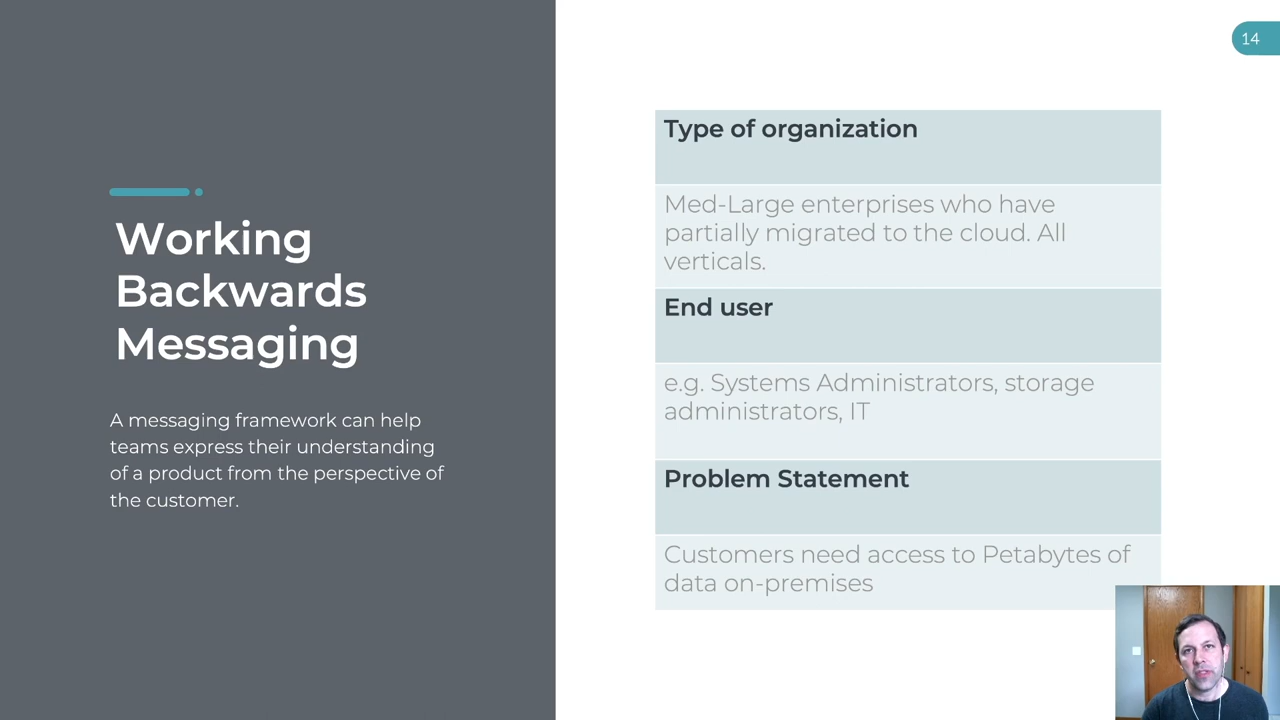 14
Working
Backwards
Messaging
A messaging framework can help
teams express their understanding
of a product from the perspective of
the customer.
Type of organization
Med-Large enterprises who have
partially migrated to the cloud. All
verticals.
End user
e.g. Systems Administrators, storage
administrators, IT
Problem Statement
Customers need access to Petabytes of
data on-premises